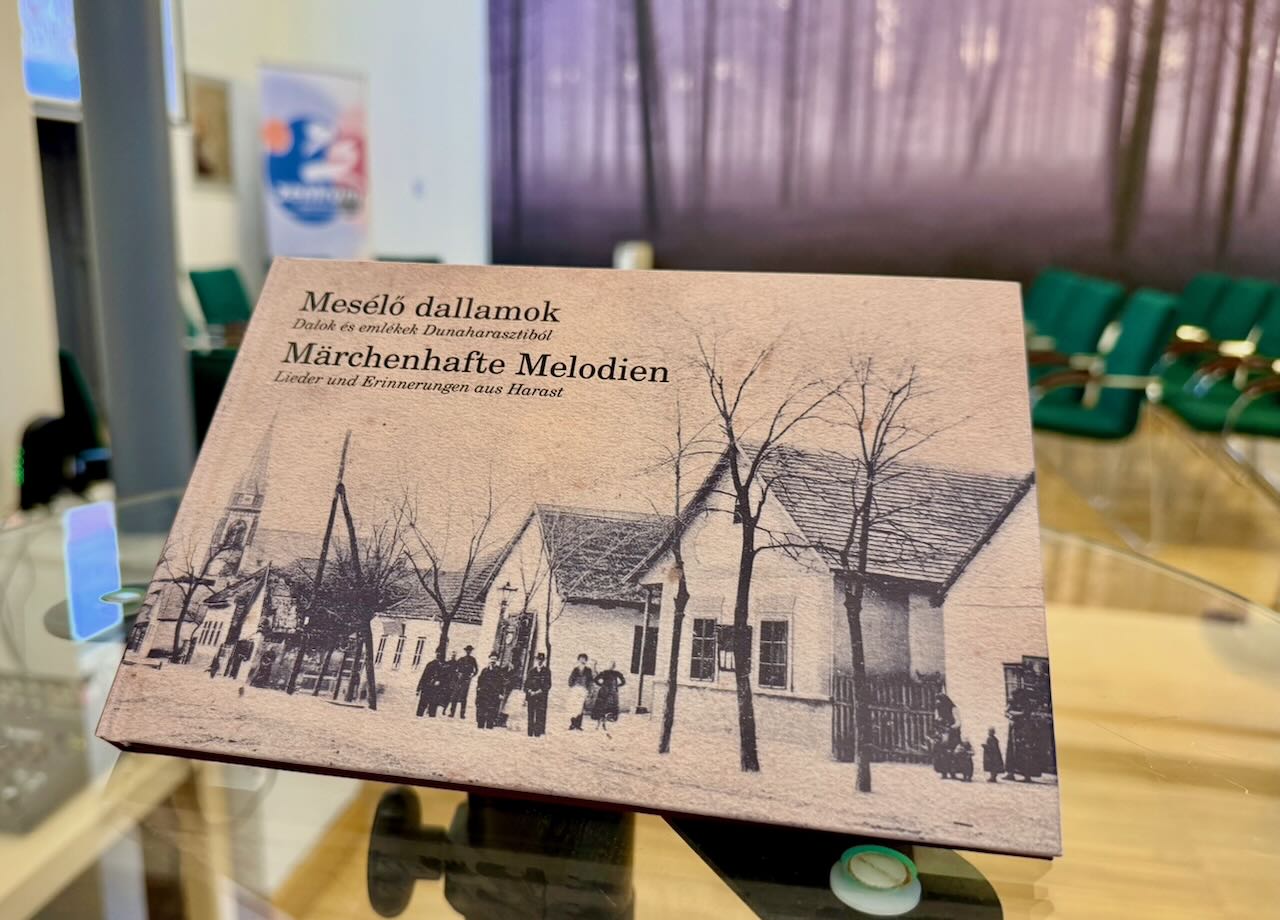 Mesélő dallamok
Dalok és emlékek Dunaharasztiból
Märchenhafte Melodien
Lieder und Erinnerungen aus Harast